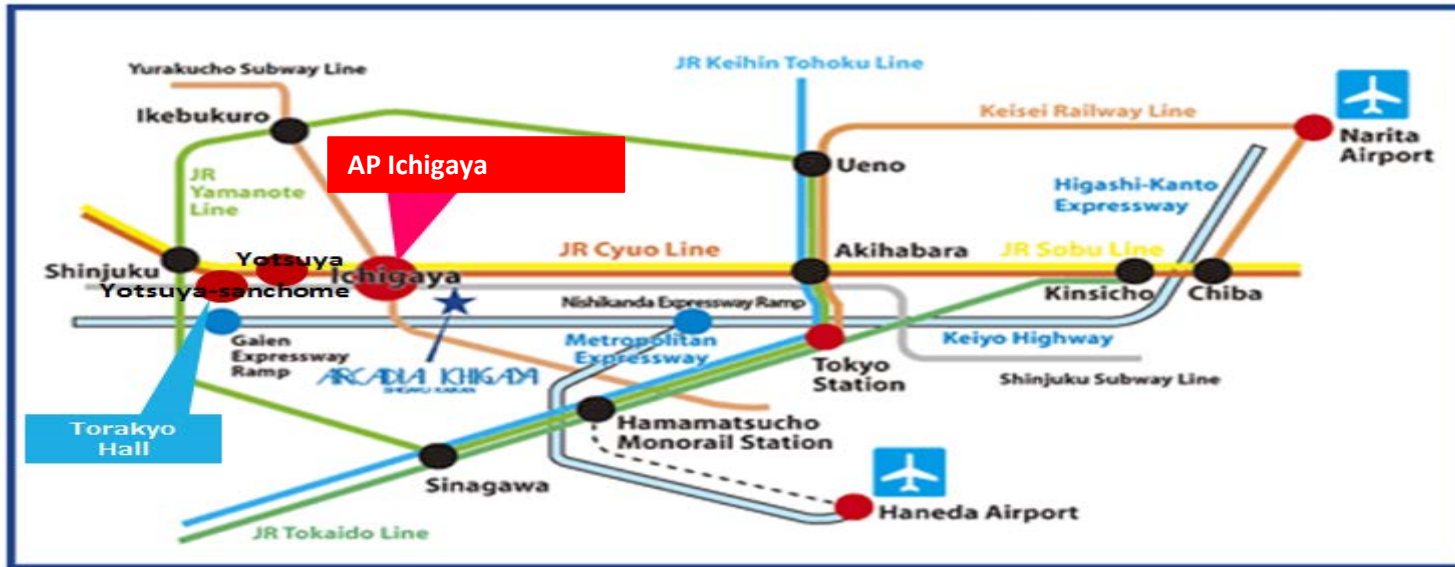 Yurakucho Subway Line
JR Keihin Tohoku Line
Ikebukuro
Keisei Railway Line
Narita
Airport
AP Ichigaya
Ueno
JR
Yamanote
Line
Higashi-Kanto
Expressway
Shinjuku
Yotsuya
Ichigaya
JR Cyuo Line
Akihabara
JR Sobu Line
Yotsuya-sanchome
Nishikanda Expressway Ramp
Kinsicho
Chiba
Gaien
Expressway
Ramp
ARCADIA ICHIGAYA
Metropolitan
Expressway
Tokyo
Station
Keiyo Highway
Shinjuku Subway Line
Torakyo
Hall
Hamamatsucho
Monorail Station
Sinagawa
Haneda Airport
JR Tokaido Line